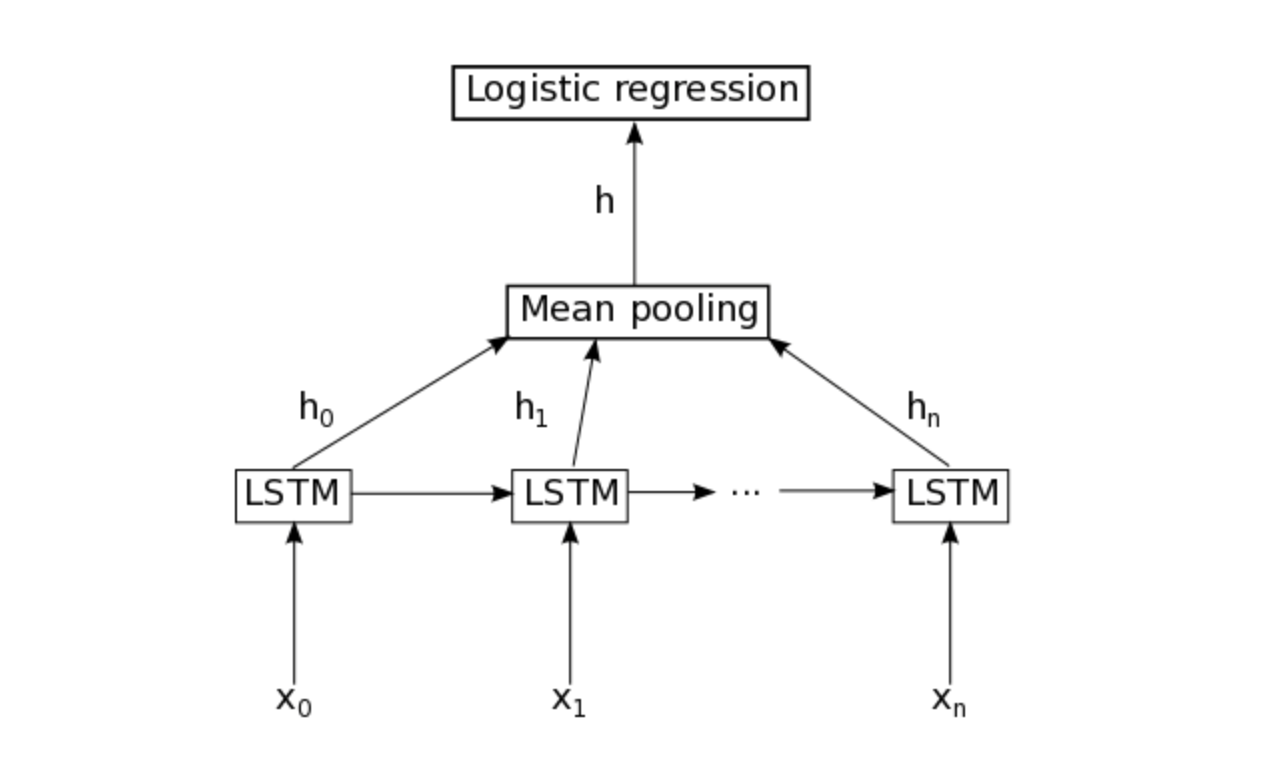 Logistic regression
h
Mean pooling
h₀ h₁ hₙ
LSTM LSTM ... LSTM
x₀ x₁ xₙ